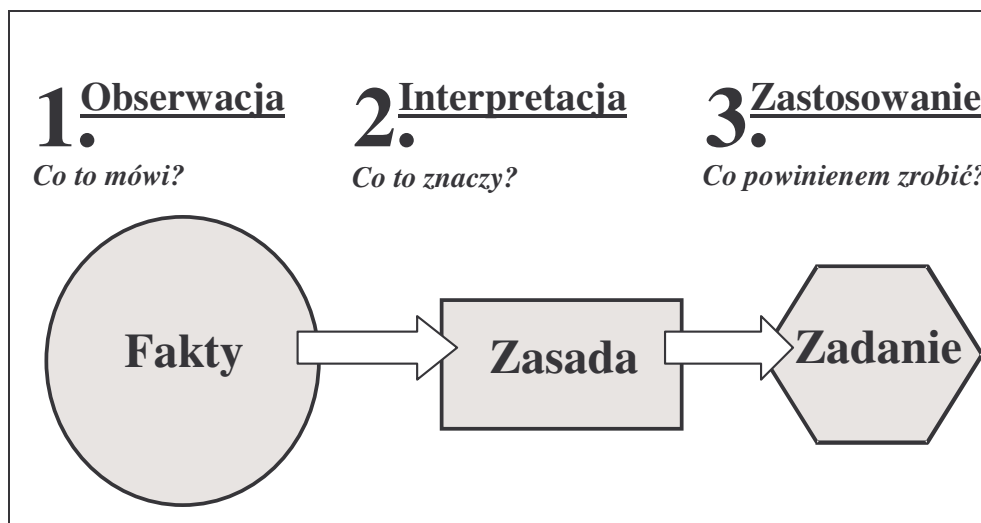 1. Obserwacja
Co to mówi?
2. Interpretacja
Co to znaczy?
3. Zastosowanie
Co powinienem zrobić?
Fakty
Zasada
Zadanie